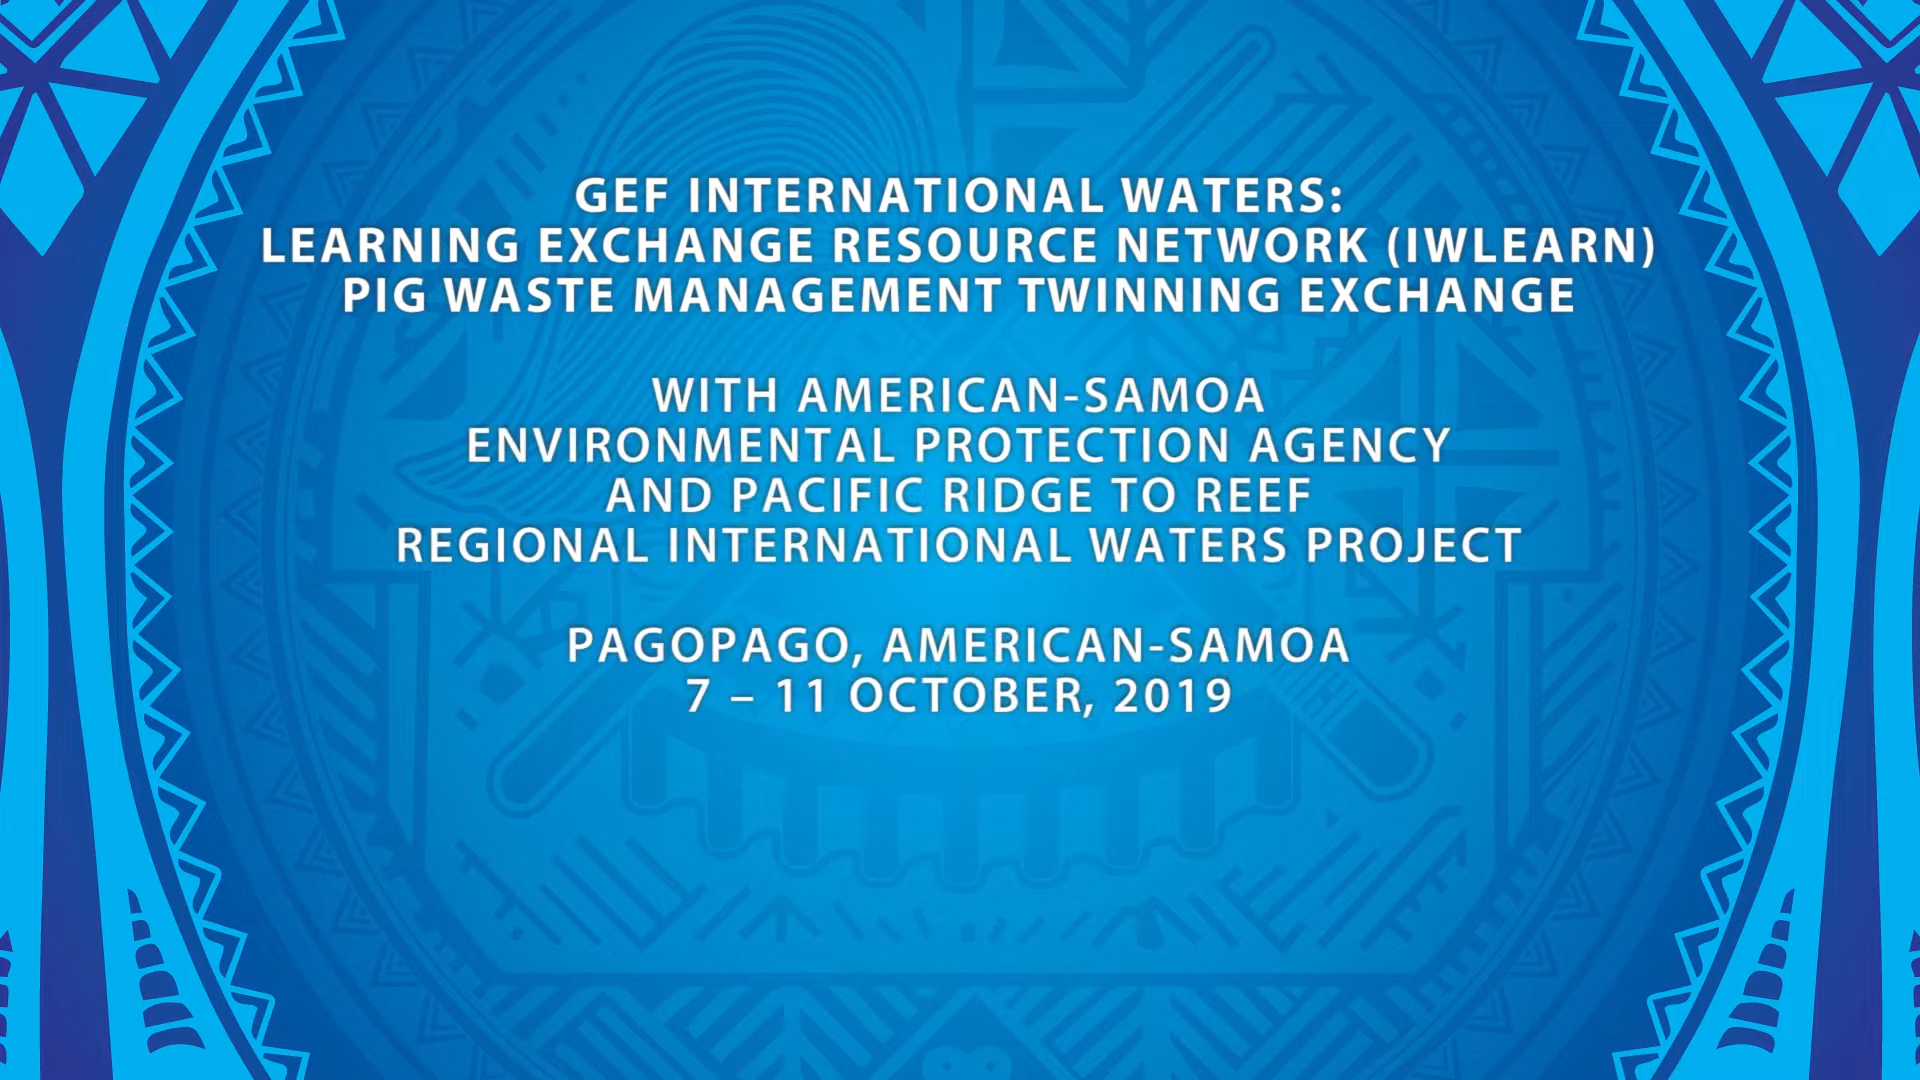 GEF INTERNATIONAL WATERS:
LEARNING EXCHANGE RESOURCE NETWORK (IWLEARN)
PIG WASTE MANAGEMENT TWINNING EXCHANGE
WITH AMERICAN-SAMOA
ENVIRONMENTAL PROTECTION AGENCY
AND PACIFIC RIDGE TO REEF
REGIONAL INTERNATIONAL WATERS PROJECT
PAGOPAGO, AMERICAN-SAMOA
7 – 11 OCTOBER, 2019